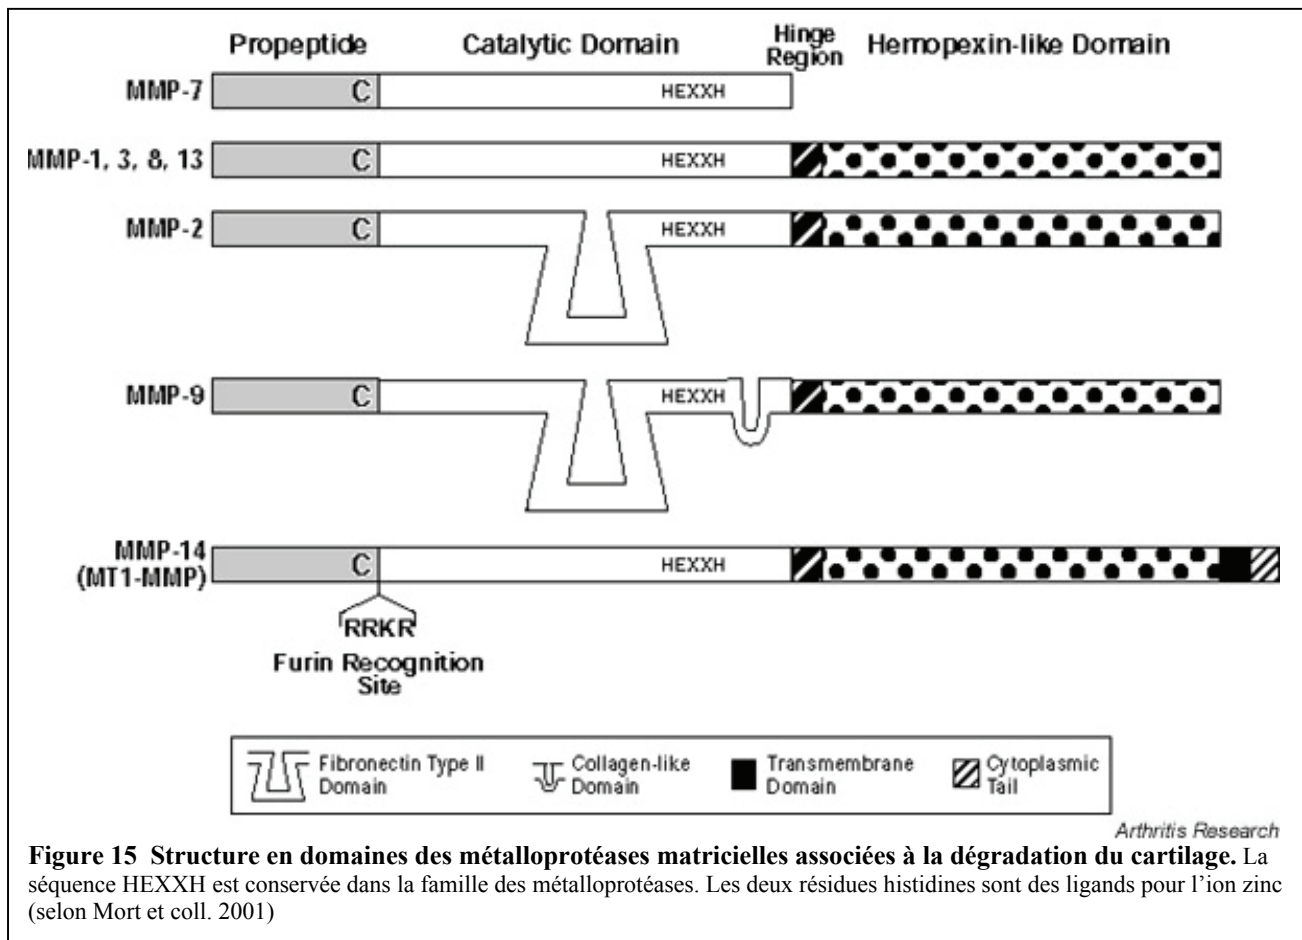 Propeptide Catalytic Domain Hinge Region Hemopexin-like Domain
MMP-7 C HEXXH
MMP-1, 3, 8, 13 C HEXXH
MMP-2 C HEXXH
MMP-9 C HEXXH
MMP-14
(MT1-MMP) C HEXXH
RRKR
Furin Recognition
Site
Fibronectin Type II
Domain
Collagen-like
Domain
Transmembrane
Domain
Cytoplasmic
Tail
Arthritis Research
Figure 15 Structure en domaines des métalloprotéases matricielles associées à la dégradation du cartilage. La
séquence HEXXH est conservée dans la famille des métalloprotéases. Les deux résidues histidines sont des ligands pour l’ion zinc
(selon Mort et coll. 2001)